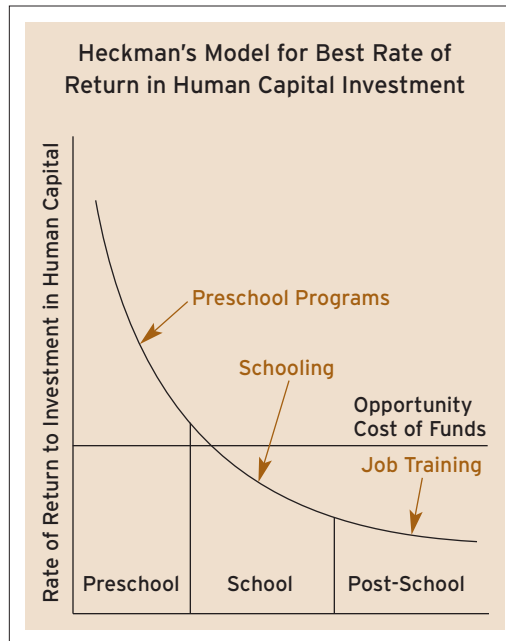 Heckman's Model for Best Rate of
Return in Human Capital Investment
Rate of Return to Investment in Human Capital
Preschool Programs
Schooling
Opportunity
Cost of Funds
Job Training
Preschool
School
Post-School